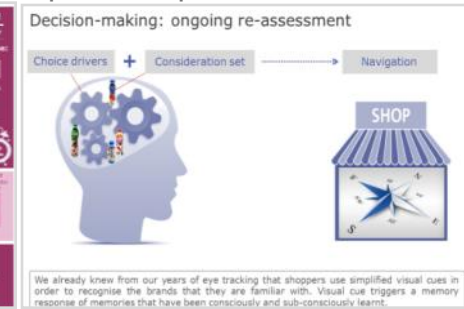 Decision-making: ongoing re-assessment
Choice drivers + Consideration set Navigation
SHOP
N
E
S
We already knew from our years of eye tracking that shoppers use simplified visual cues in
order to recognise the brands that they are familiar with. Visual cue triggers a memory
response of memories that have been consciously and sub-consciously learnt.